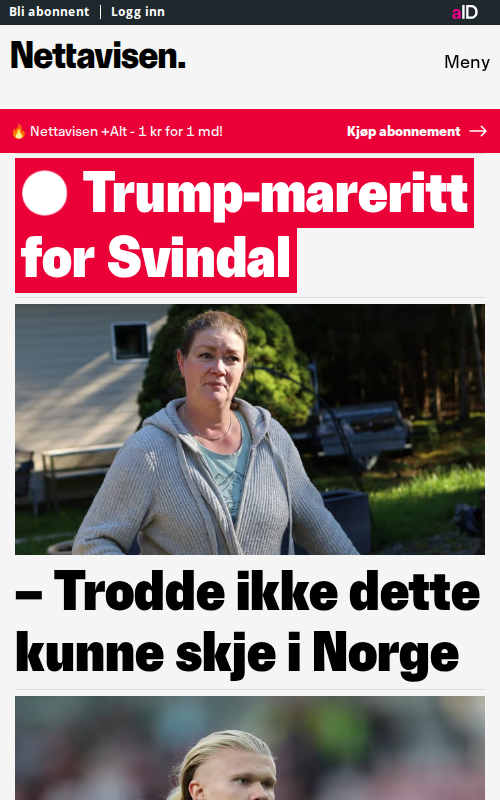 Bli abonnent | Logg inn
aID
Nettavisen.
Meny
🔥 Nettavisen +Alt - 1 kr for 1 md!
Kjøp abonnement →
Trump-mareritt
for Svindal
– Trodde ikke dette
kunne skje i Norge